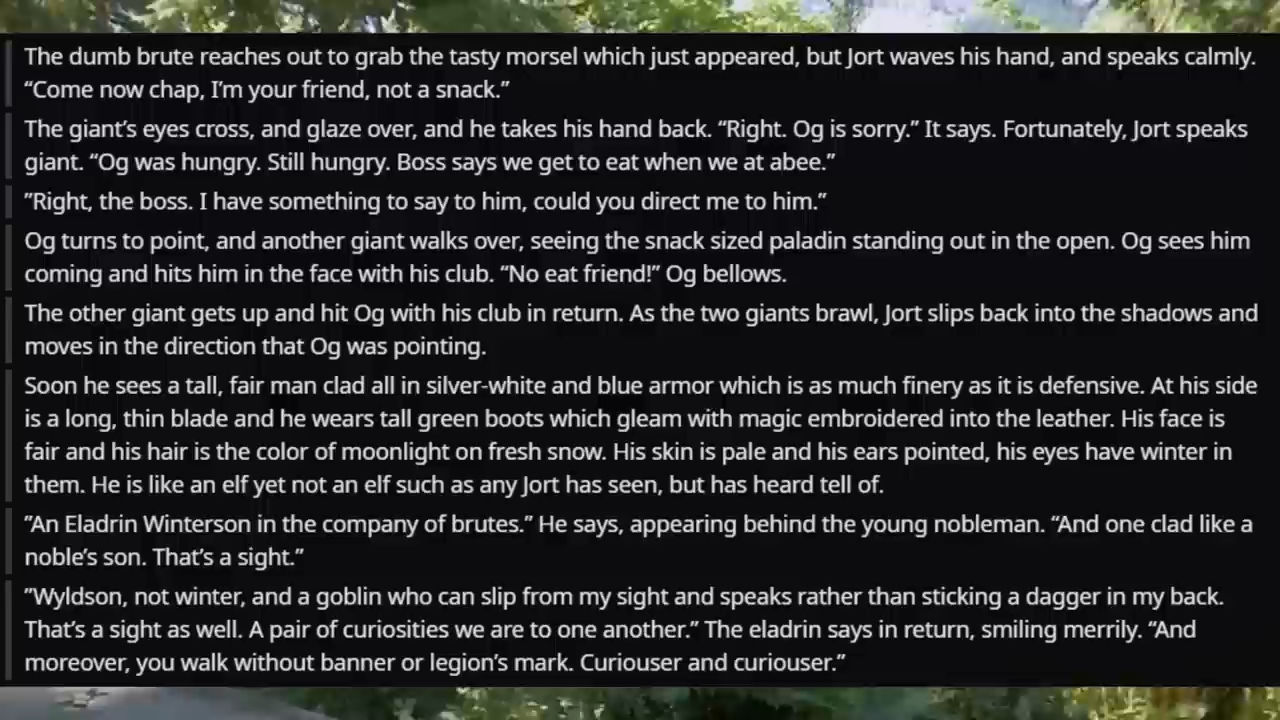 The dumb brute reaches out to grab the tasty morsel which just appeared, but Jort waves his hand, and speaks calmly.
“Come now chap, I’m your friend, not a snack.”
The giant’s eyes cross, and glaze over, and he takes his hand back. “Right. Og is sorry.” It says. Fortunately, Jort speaks
giant. “Og was hungry. Still hungry. Boss says we get to eat when we at abee.”
”Right, the boss. I have something to say to him, could you direct me to him.”
Og turns to point, and another giant walks over, seeing the snack sized paladin standing out in the open. Og sees him
coming and hits him in the face with his club. “No eat friend!” Og bellows.
The other giant gets up and hit Og with his club in return. As the two giants brawl, Jort slips back into the shadows and
moves in the direction that Og was pointing.
Soon he sees a tall, fair man clad all in silver-white and blue armor which is as much finery as it is defensive. At his side
is a long, thin blade and he wears tall green boots which gleam with magic embroidered into the leather. His face is
fair and his hair is the color of moonlight on fresh snow. His skin is pale and his ears pointed, his eyes have winter in
them. He is like an elf yet not an elf such as any Jort has seen, but has heard tell of.
”An Eladrin Winterson in the company of brutes.” He says, appearing behind the young nobleman. “And one clad like a
noble’s son. That’s a sight.”
”Wyldson, not winter, and a goblin who can slip from my sight and speaks rather than sticking a dagger in my back.
That’s a sight as well. A pair of curiosities we are to one another.” The eladrin says in return, smiling merrily. “And
moreover, you walk without banner or legion’s mark. Curiouser and curiouser.”